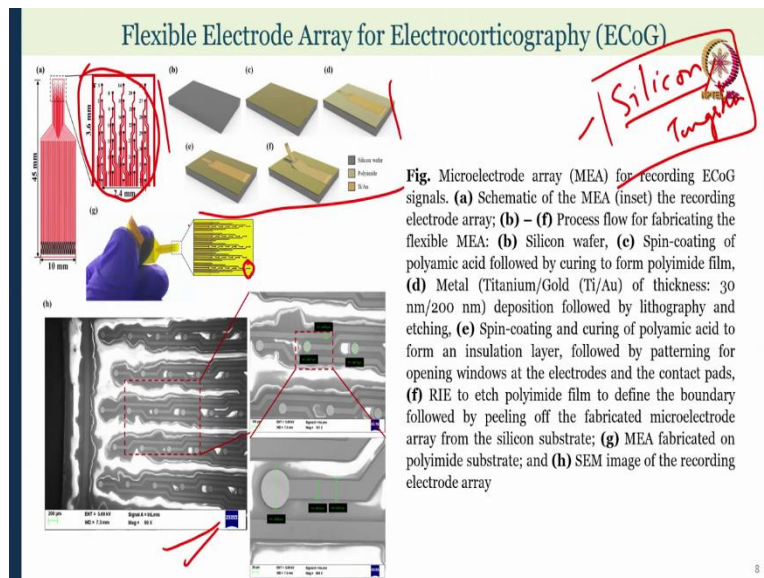 Flexible Electrode Array for Electrocorticography (ECoG)
Silicon
NPTEL
(a)
(b)
(c)
(d)
3.6 mm
7.4 mm
45 mm
10 mm
(e)
(f)
Silicon wafer
Polyimide
Ti/Au
(g)
(h)
Fig. Microelectrode array (MEA) for recording ECoG
signals. (a) Schematic of the MEA (inset) the recording
electrode array; (b) – (f) Process flow for fabricating the
flexible MEA: (b) Silicon wafer, (c) Spin-coating of
polyamic acid followed by curing to form polyimide film,
(d) Metal (Titanium/Gold (Ti/Au) of thickness: 30
nm/200 nm) deposition followed by lithography and
etching, (e) Spin-coating and curing of polyamic acid to
form an insulation layer, followed by patterning for
opening windows at the electrodes and the contact pads,
(f) RIE to etch polyimide film to define the boundary
followed by peeling off the fabricated microelectrode
array from the silicon substrate; (g) MEA fabricated on
polyimide substrate; and (h) SEM image of the recording
electrode array
200 µm
8